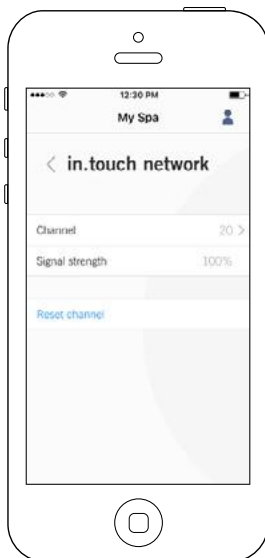 12:30 PM
My Spa
< in.touch network
Channel 20 >
Signal strength 100%
Reset channel